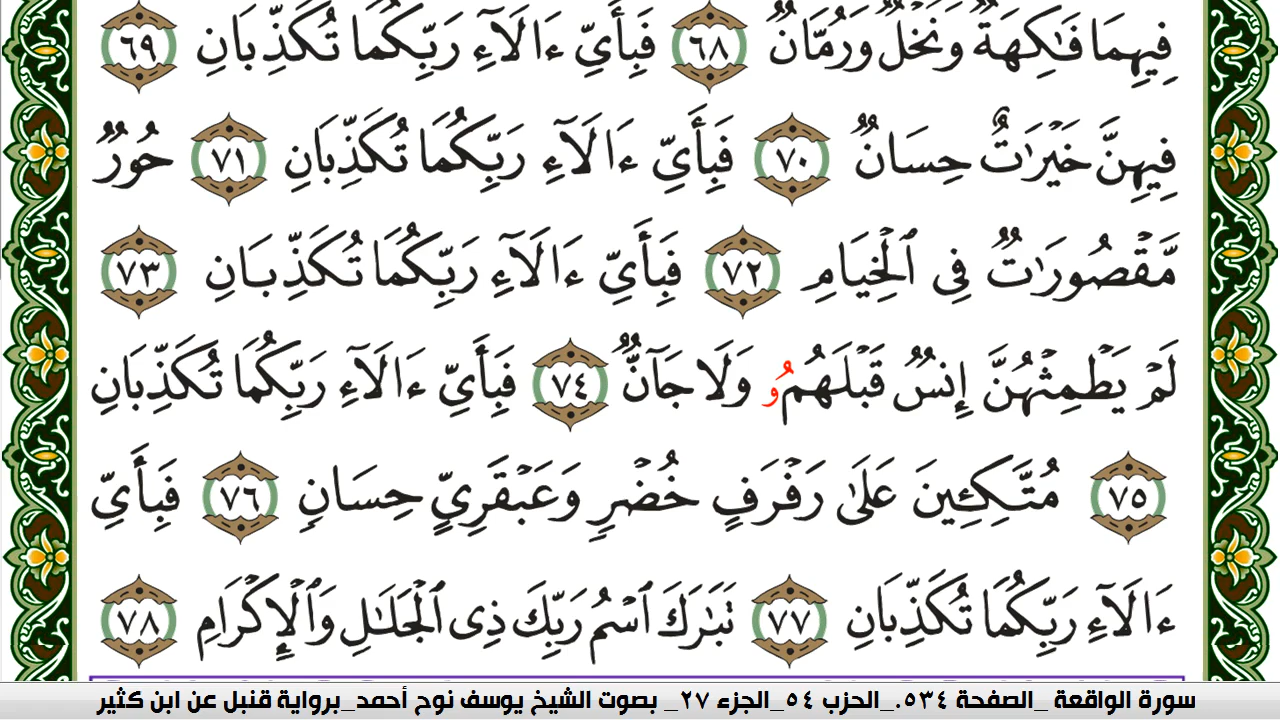 فِيهِمَا فَٰكِهَةٌ وَنَخْلٌ وَرُمَّانٌ ٦٨ فَبِأَيِّ ءَالَآءِ رَبِّكُمَا تُكَذِّبَانِ ٦٩
فِيهِنَّ خَيْرَٰتٌ حِسَانٌ ٧٠ فَبِأَيِّ ءَالَآءِ رَبِّكُمَا تُكَذِّبَانِ ٧١ حُورٌ
مَّقْصُورَٰتٌ فِى ٱلْخِيَامِ ٧٢ فَبِأَيِّ ءَالَآءِ رَبِّكُمَا تُكَذِّبَانِ ٧٣
لَمْ يَطْمِثْهُنَّ إِنسٌ قَبْلَهُمُو وَلَا جَآنٌّ ٧٤ فَبِأَيِّ ءَالَآءِ رَبِّكُمَا تُكَذِّبَانِ
٧٥ مُتَّكِـِٔينَ عَلَىٰ رَفْرَفٍ خُضْرٍ وَعَبْقَرِيٍّ حِسَانٍ ٧٦ فَبِأَيِّ
ءَالَآءِ رَبِّكُمَا تُكَذِّبَانِ ٧٧ تَبَٰرَكَ ٱسْمُ رَبِّكَ ذِى ٱلْجَلَٰلِ وَٱلْإِكْرَامِ ٧٨
سورة الواقعة _الصفحة ٥٣٤._الحزب ٥٤_الجزء ٢٧_ بصوت الشيخ يوسف نوح أحمد_برواية قنبل عن ابن كثير